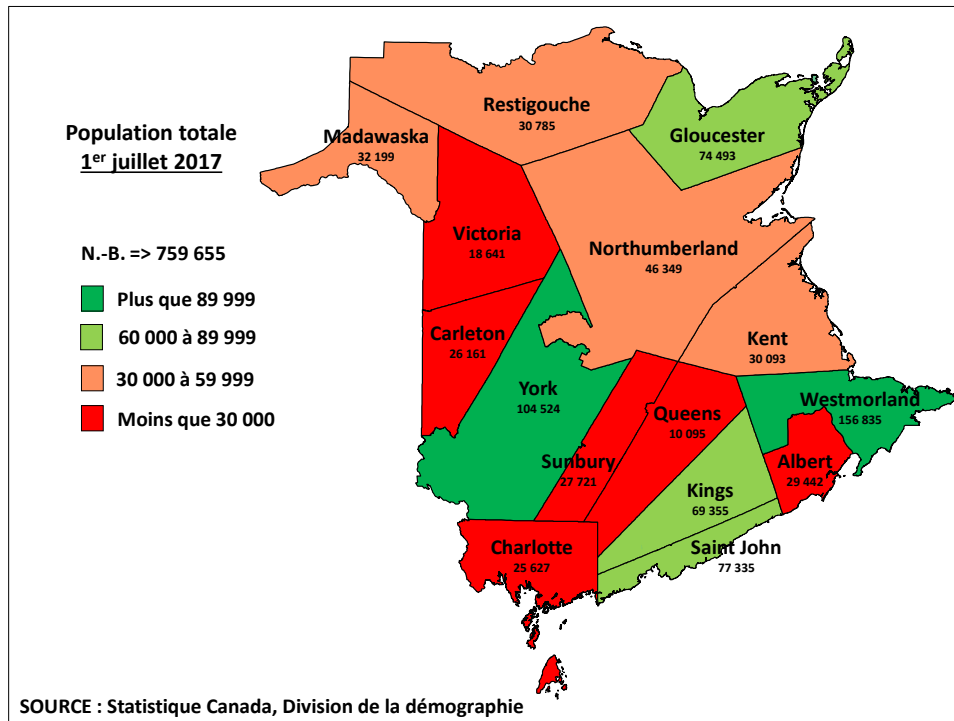 Population totale
1er juillet 2017
N.-B. => 759 655
Plus que 89 999
60 000 à 89 999
30 000 à 59 999
Moins que 30 000
Restigouche
30 785
Madawaska
32 199
Gloucester
74 493
Victoria
18 641
Northumberland
46 349
Carleton
26 161
Kent
30 093
York
104 524
Westmorland
156 835
Queens
10 095
Sunbury
27 721
Albert
29 442
Kings
69 355
Charlotte
25 627
Saint John
77 335
SOURCE : Statistique Canada, Division de la démographie